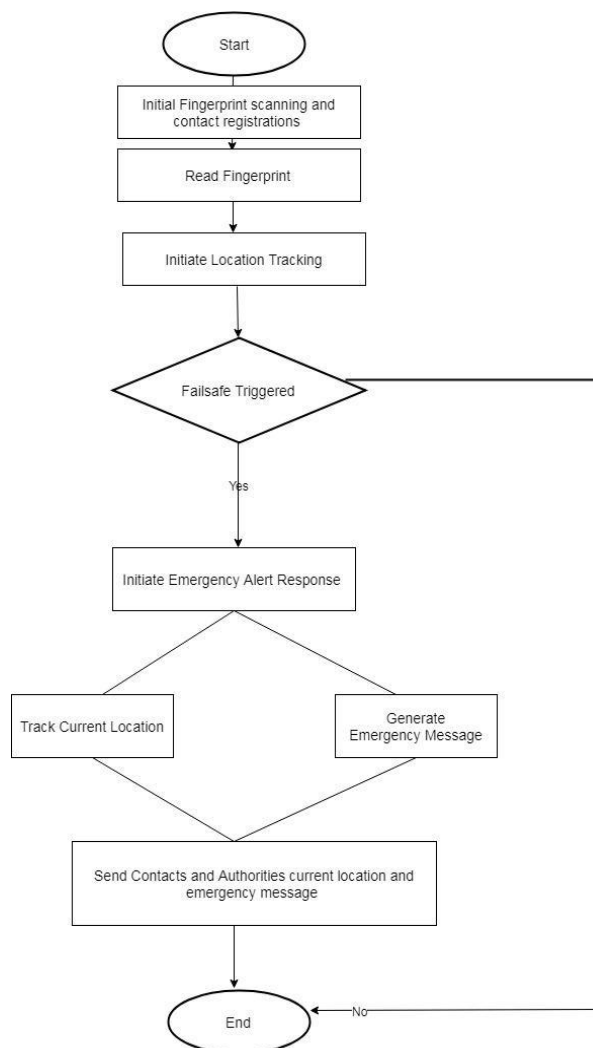 Start
Initial Fingerprint scanning and
contact registrations
Read Fingerprint
Initiate Location Tracking
Failsafe Triggered
Yes
Initiate Emergency Alert Response
Track Current Location
Generate
Emergency Message
Send Contacts and Authorities current location and
emergency message
End
No